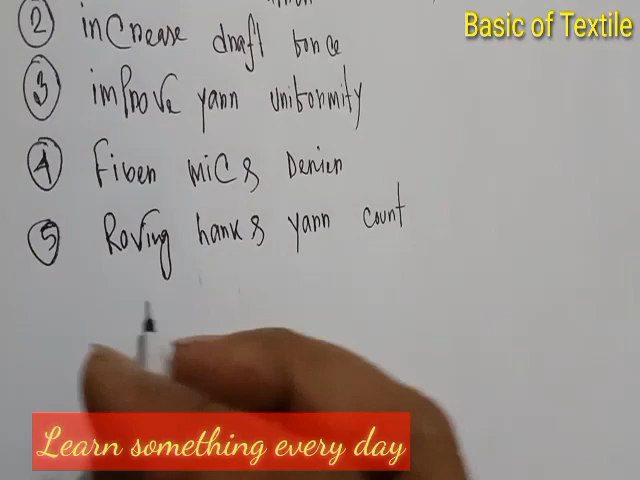 Basic of Textile
② increase draft force
③ improve yarn uniformity
④ Fiber mic & Denier
⑤ Roving hank & yarn count
Learn something every day